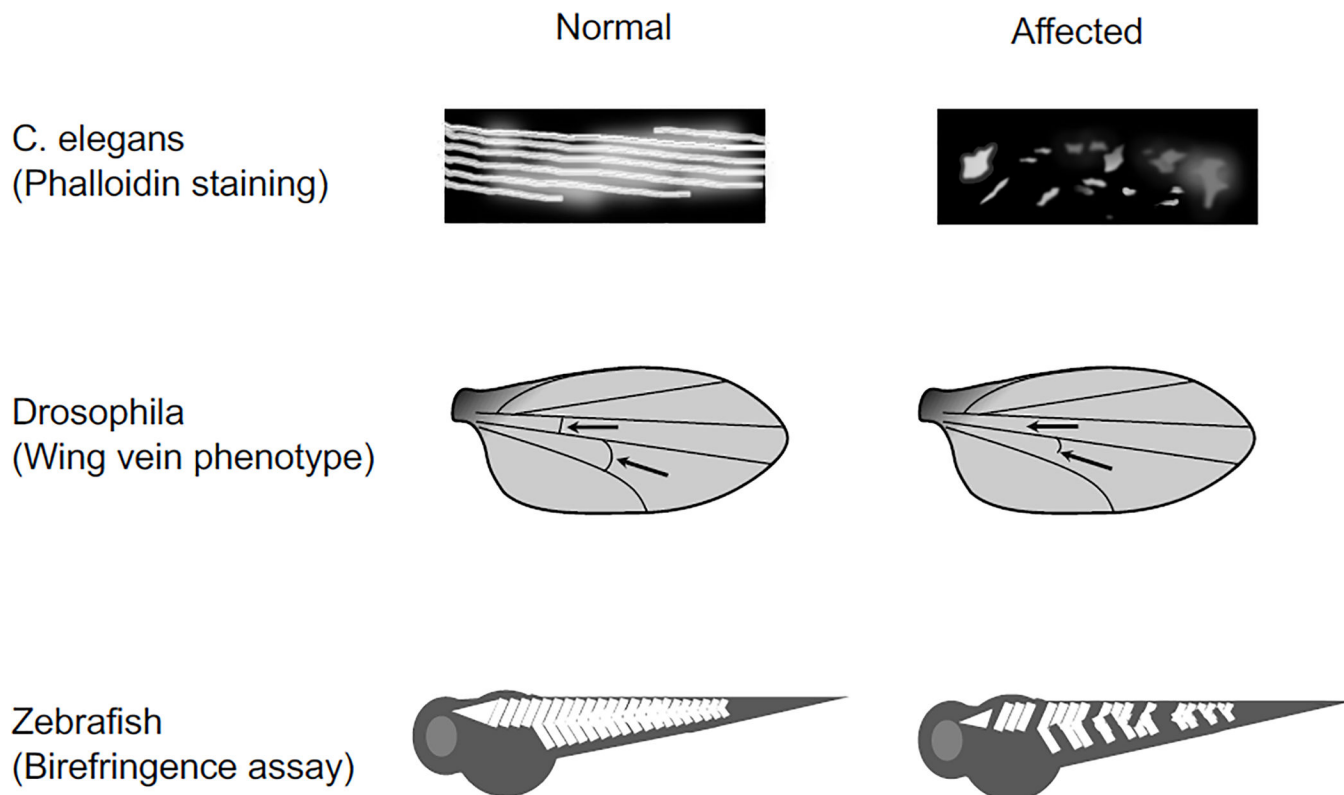 Normal
Affected
C. elegans
(Phalloidin staining)
Drosophila
(Wing vein phenotype)
Zebrafish
(Birefringence assay)